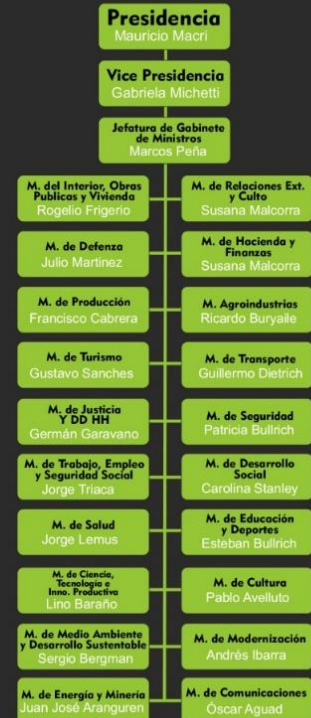 Presidencia
Mauricio Macri
Vice Presidencia
Gabriela Michetti
Jefatura de Gabinete
de Ministros
Marcos Peña
M. del Interior, Obras
Publicas y Vivienda
Rogelio Frigerio
M. de Relaciones Ext.
y Culto
Susana Malcorra
M. de Defenza
Julio Martinez
M. de Hacienda y
Finanzas
Susana Malcorra
M. de Producción
Francisco Cabrera
M. Agroindustrias
Ricardo Buryaile
M. de Turismo
Gustavo Sanches
M. de Transporte
Guillermo Dietrich
M. de Justicia
Y DD HH
Germán Garavano
M. de Seguridad
Patricia Bullrich
M. de Trabajo, Empleo
y Seguridad Social
Jorge Triaca
M. de Desarrollo
Social
Carolina Stanley
M. de Salud
Jorge Lemus
M. de Educación
y Deportes
Esteban Bullrich
M. de Ciencia,
Tecnologia e
Inno. Productiva
Lino Baraño
M. de Cultura
Pablo Avelluto
M. de Medio Ambiente
y Desarrollo Sustentable
Sergio Bergman
M. de Modernización
Andrés Ibarra
M. de Energía y Minería
Juan José Aranguren
M. de Comunicaciones
Óscar Aguad